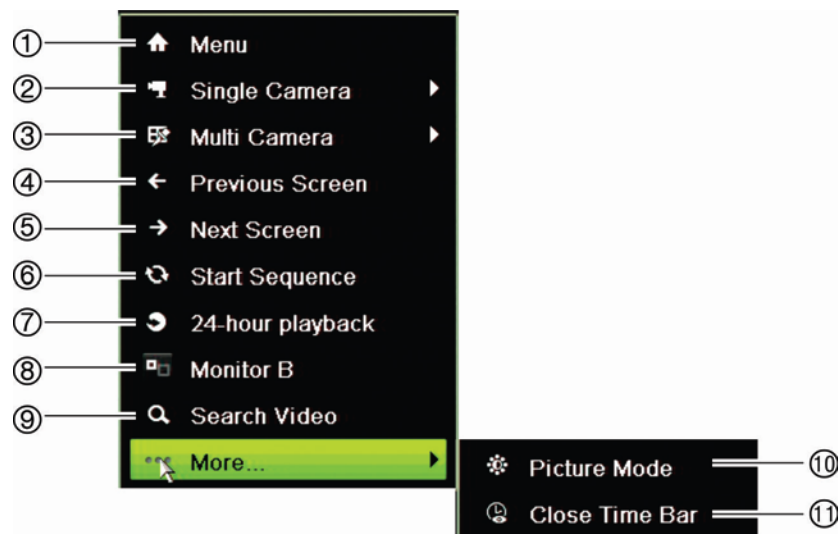 ① Menu
② Single Camera
③ Multi Camera
④ Previous Screen
⑤ Next Screen
⑥ Start Sequence
⑦ 24-hour playback
⑧ Monitor B
⑨ Search Video
More...
Picture Mode ⑩
Close Time Bar ⑪